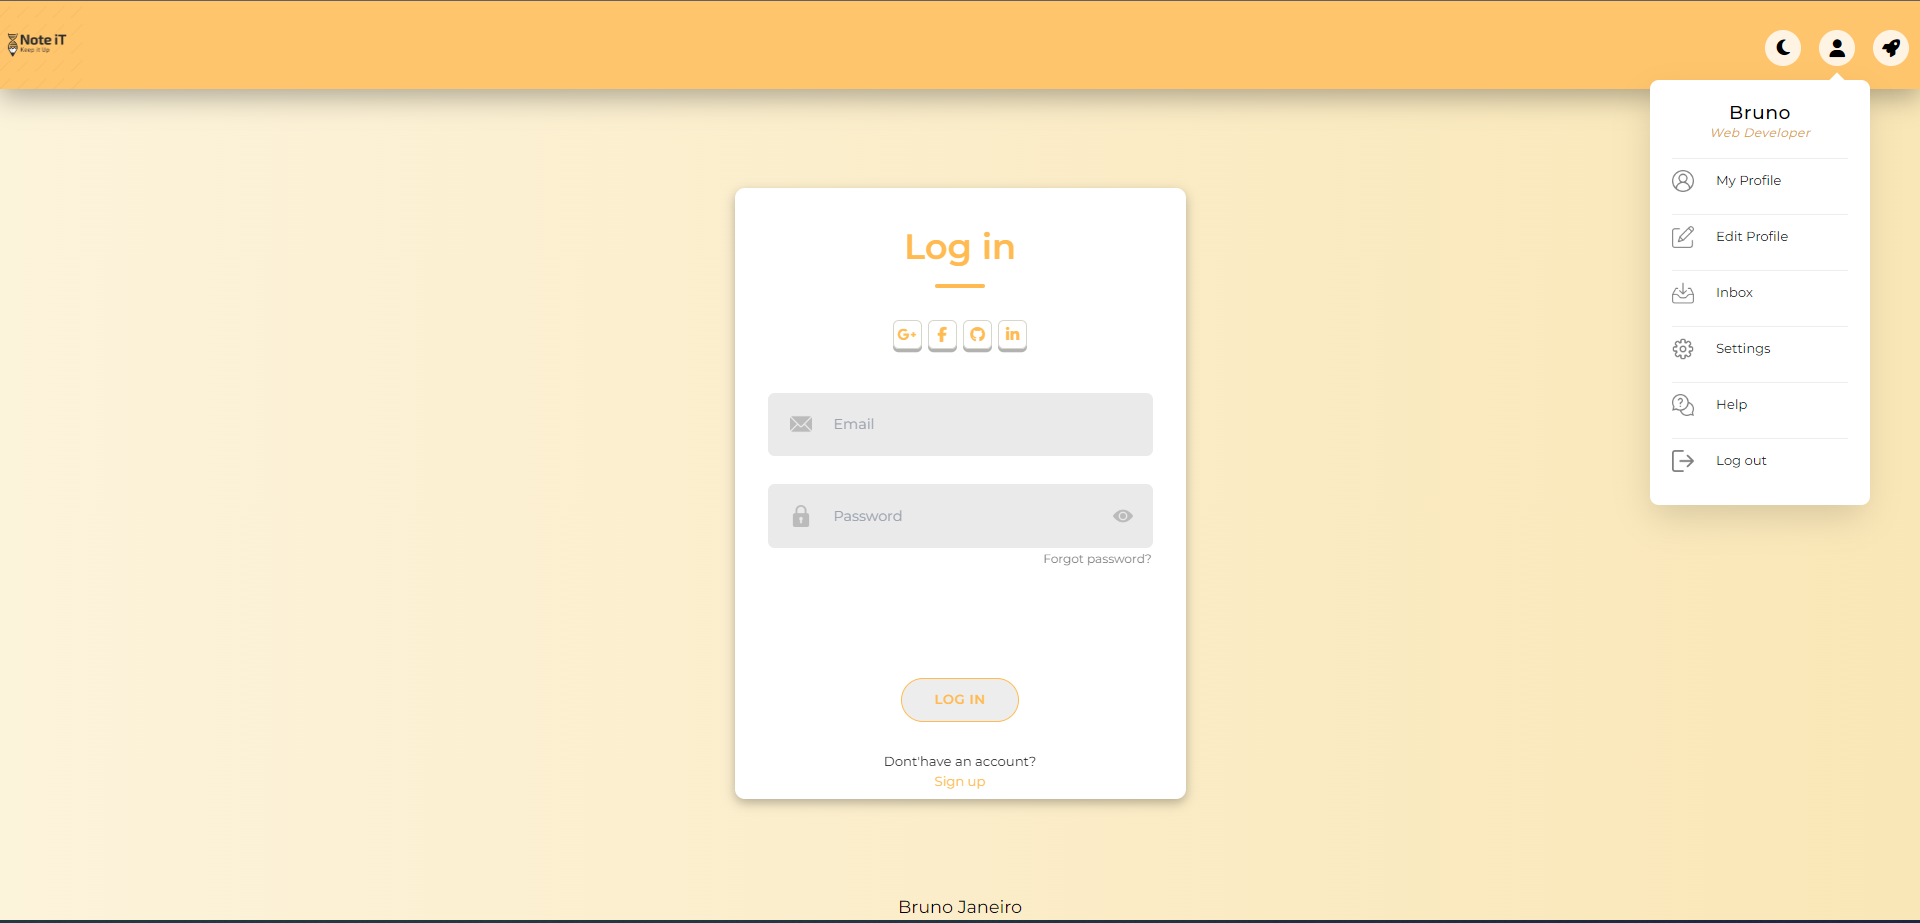 Note iT
Keep it Up
Bruno
Web Developer
My Profile
Edit Profile
Inbox
Settings
Help
Log out
Log in
Email
Password
Forgot password?
LOG IN
Dont'have an account?
Sign up
Bruno Janeiro